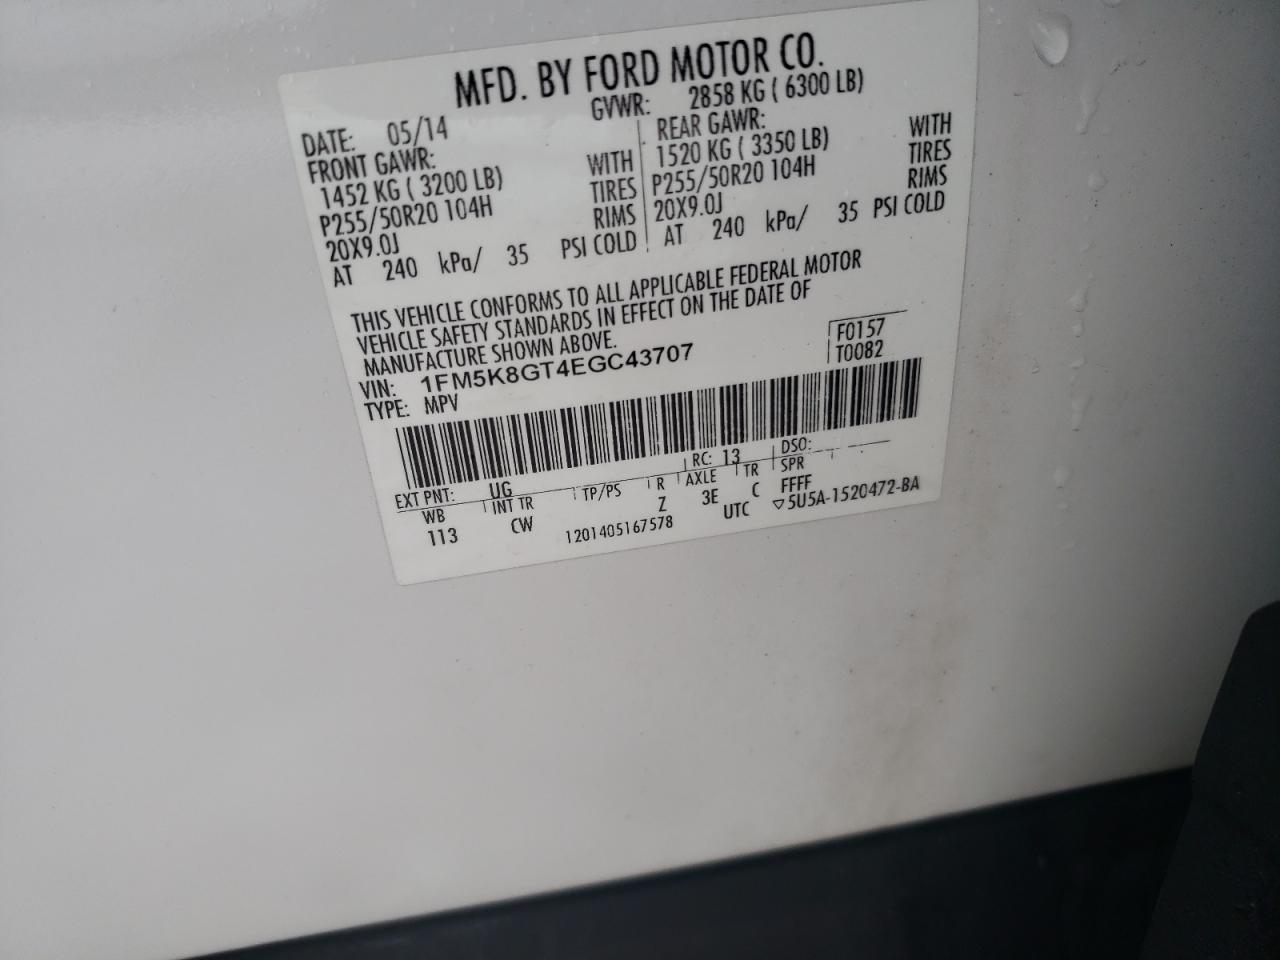 MFD. BY FORD MOTOR CO.
DATE: 05/14 GVWR: 2858 KG ( 6300 LB)
FRONT GAWR: REAR GAWR:
1452 KG ( 3200 LB) WITH 1520 KG ( 3350 LB) WITH
P255/50R20 104H TIRES P255/50R20 104H TIRES
20X9.0J RIMS 20X9.0J RIMS
AT 240 kPa/ 35 PSI COLD AT 240 kPa/ 35 PSI COLD
THIS VEHICLE CONFORMS TO ALL APPLICABLE FEDERAL MOTOR
VEHICLE SAFETY STANDARDS IN EFFECT ON THE DATE OF
MANUFACTURE SHOWN ABOVE.
VIN: 1FM5K8GT4EGC43707 F0157
TYPE: MPV T0082
EXT PNT: UG RC: 13 DSO:
WB INT TR TP/PS R AXLE TR SPR
113 CW Z 3E C FFFF
1201405167578 UTC ▽5U5A-1520472-BA